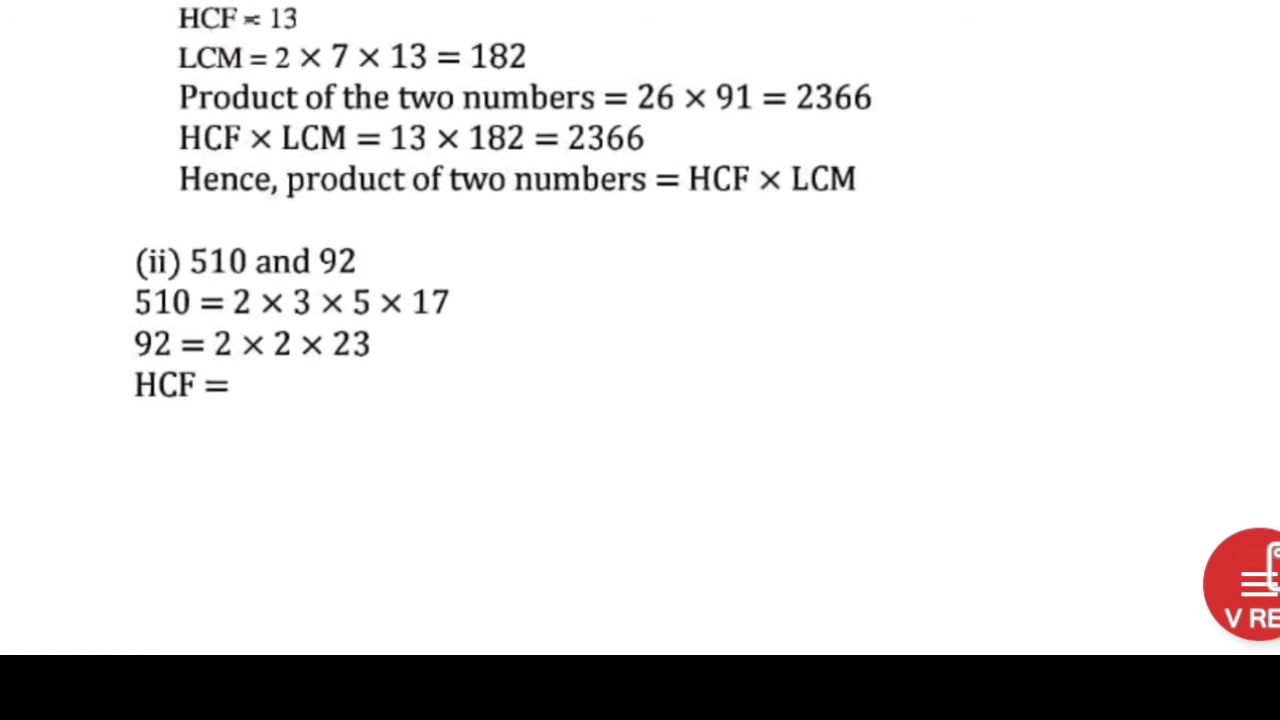 HCF = 13
LCM = 2 × 7 × 13 = 182
Product of the two numbers = 26 × 91 = 2366
HCF × LCM = 13 × 182 = 2366
Hence, product of two numbers = HCF × LCM
(ii) 510 and 92
510 = 2 × 3 × 5 × 17
92 = 2 × 2 × 23
HCF =
V RE